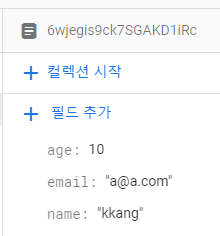 6wjegis9ck7SGAKD1iRc
+ 컬렉션 시작
+ 필드 추가
age: 10
email: "a@a.com"
name: "kkang"